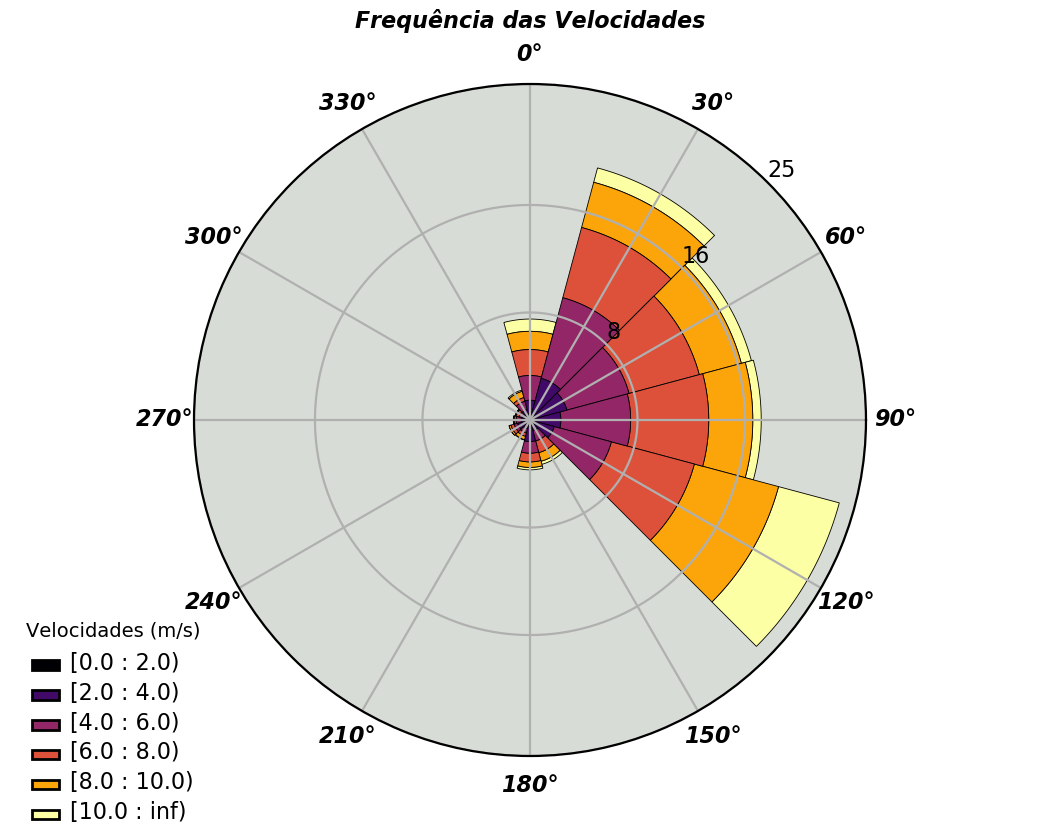 Frequência das Velocidades
0°
330°
30°
25
300°
60°
16
8
270°
90°
240°
120°
210°
150°
180°
Velocidades (m/s)
[0.0 : 2.0)
[2.0 : 4.0)
[4.0 : 6.0)
[6.0 : 8.0)
[8.0 : 10.0)
[10.0 : inf)